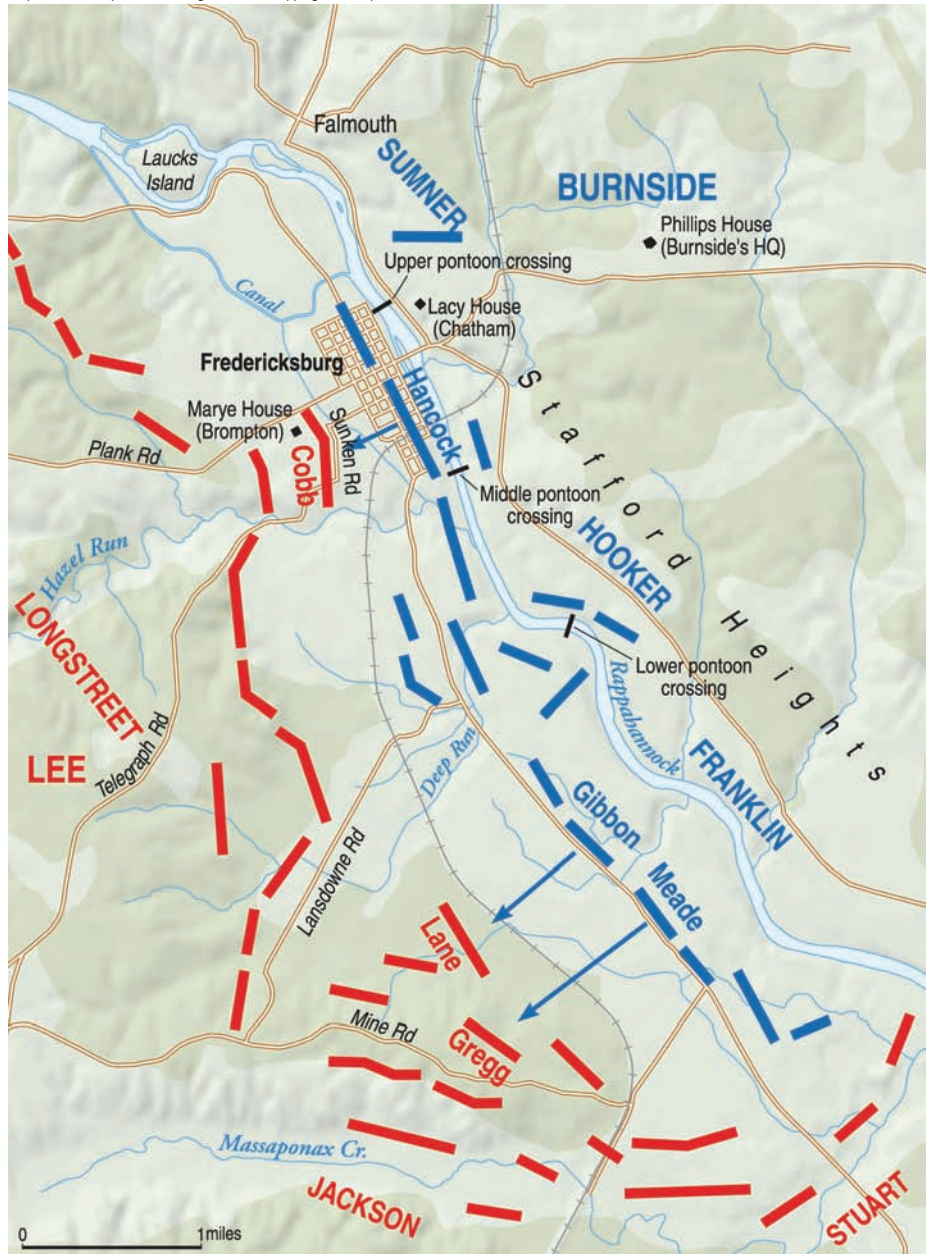 Falmouth
SUMNER
BURNSIDE
Laucks
Island
Phillips House
(Burnside's HQ)
Upper pontoon crossing
Canal
Lacy House
(Chatham)
Fredericksburg
Hancock
Stafford Heights
Marye House
(Brompton)
Sunken Rd
Plank Rd
Cobb
Middle pontoon
crossing
HOOKER
Hazel Run
LONGSTREET
Lower pontoon
crossing
Rappahannock
LEE
Telegraph Rd
Deep Run
FRANKLIN
Gibbon
Lansdowne Rd
Meade
Lane
Mine Rd
Gregg
Massaponax Cr.
JACKSON
STUART
0 1miles